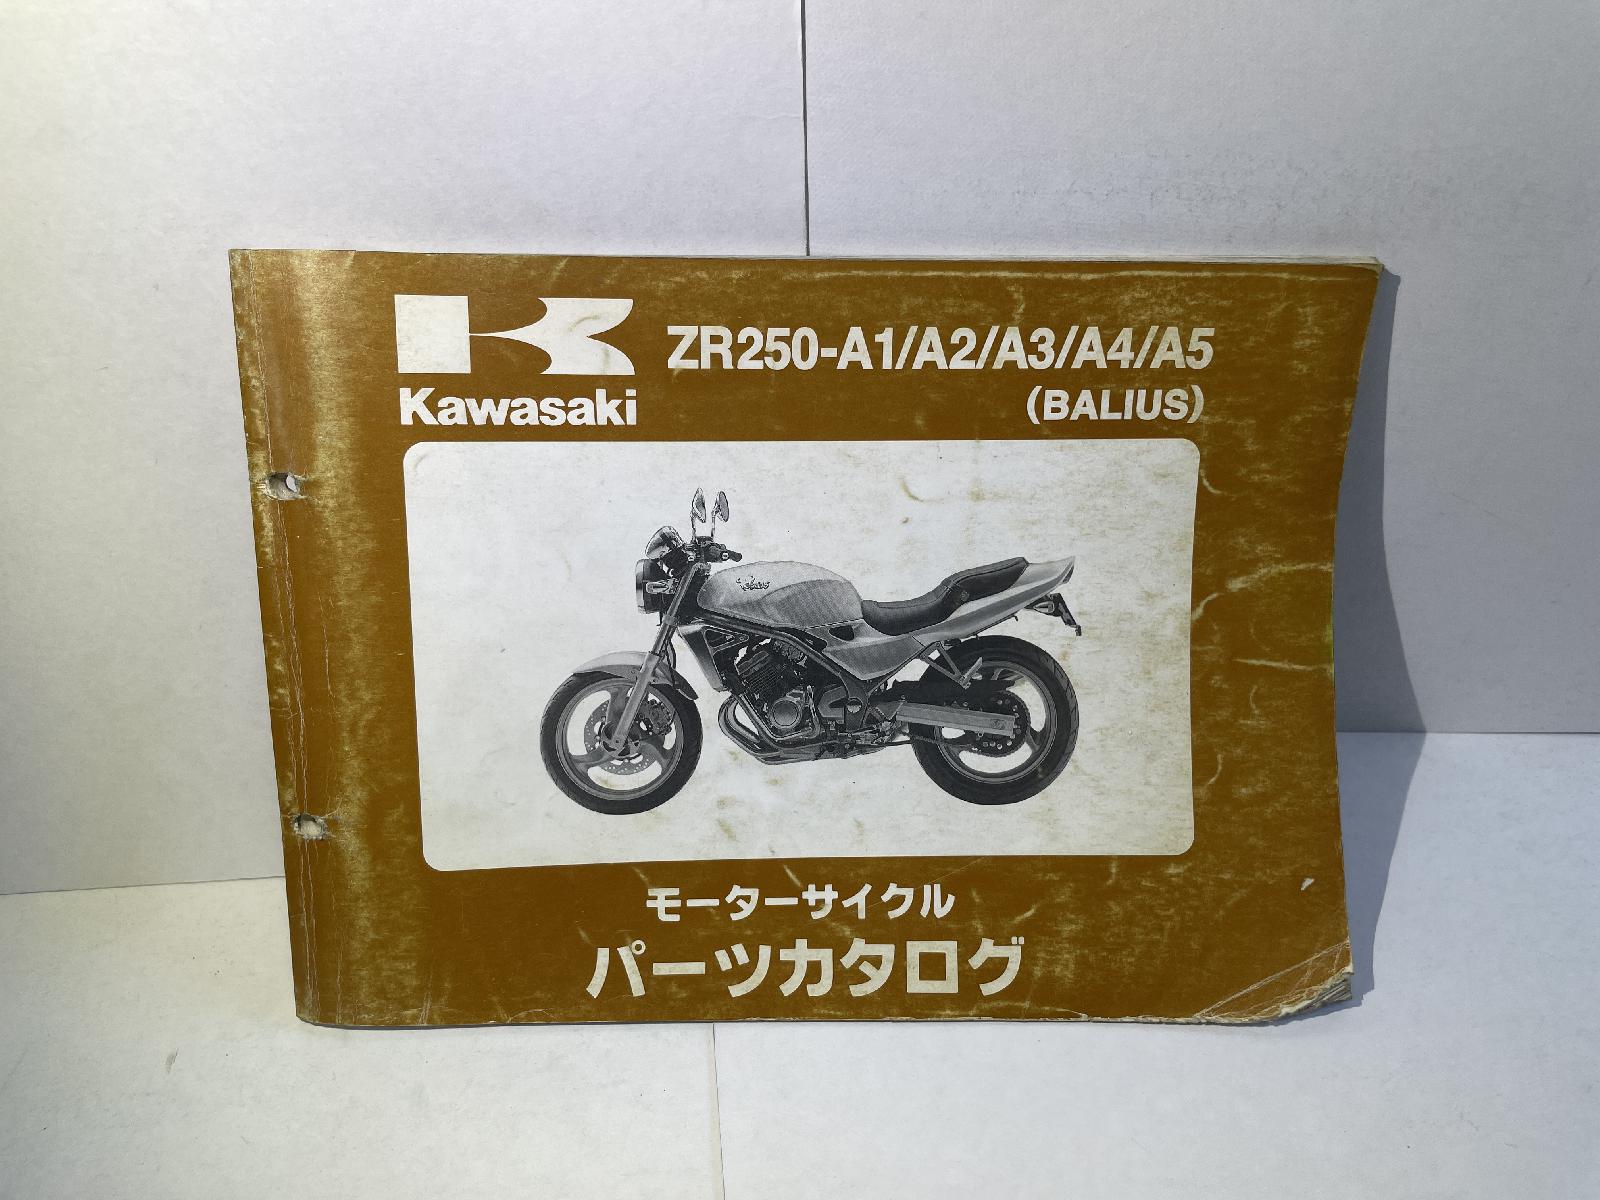 ZR250-A1/A2/A3/A4/A5
Kawasaki
(BALIUS)
モーターサイクル
パーツカタログ